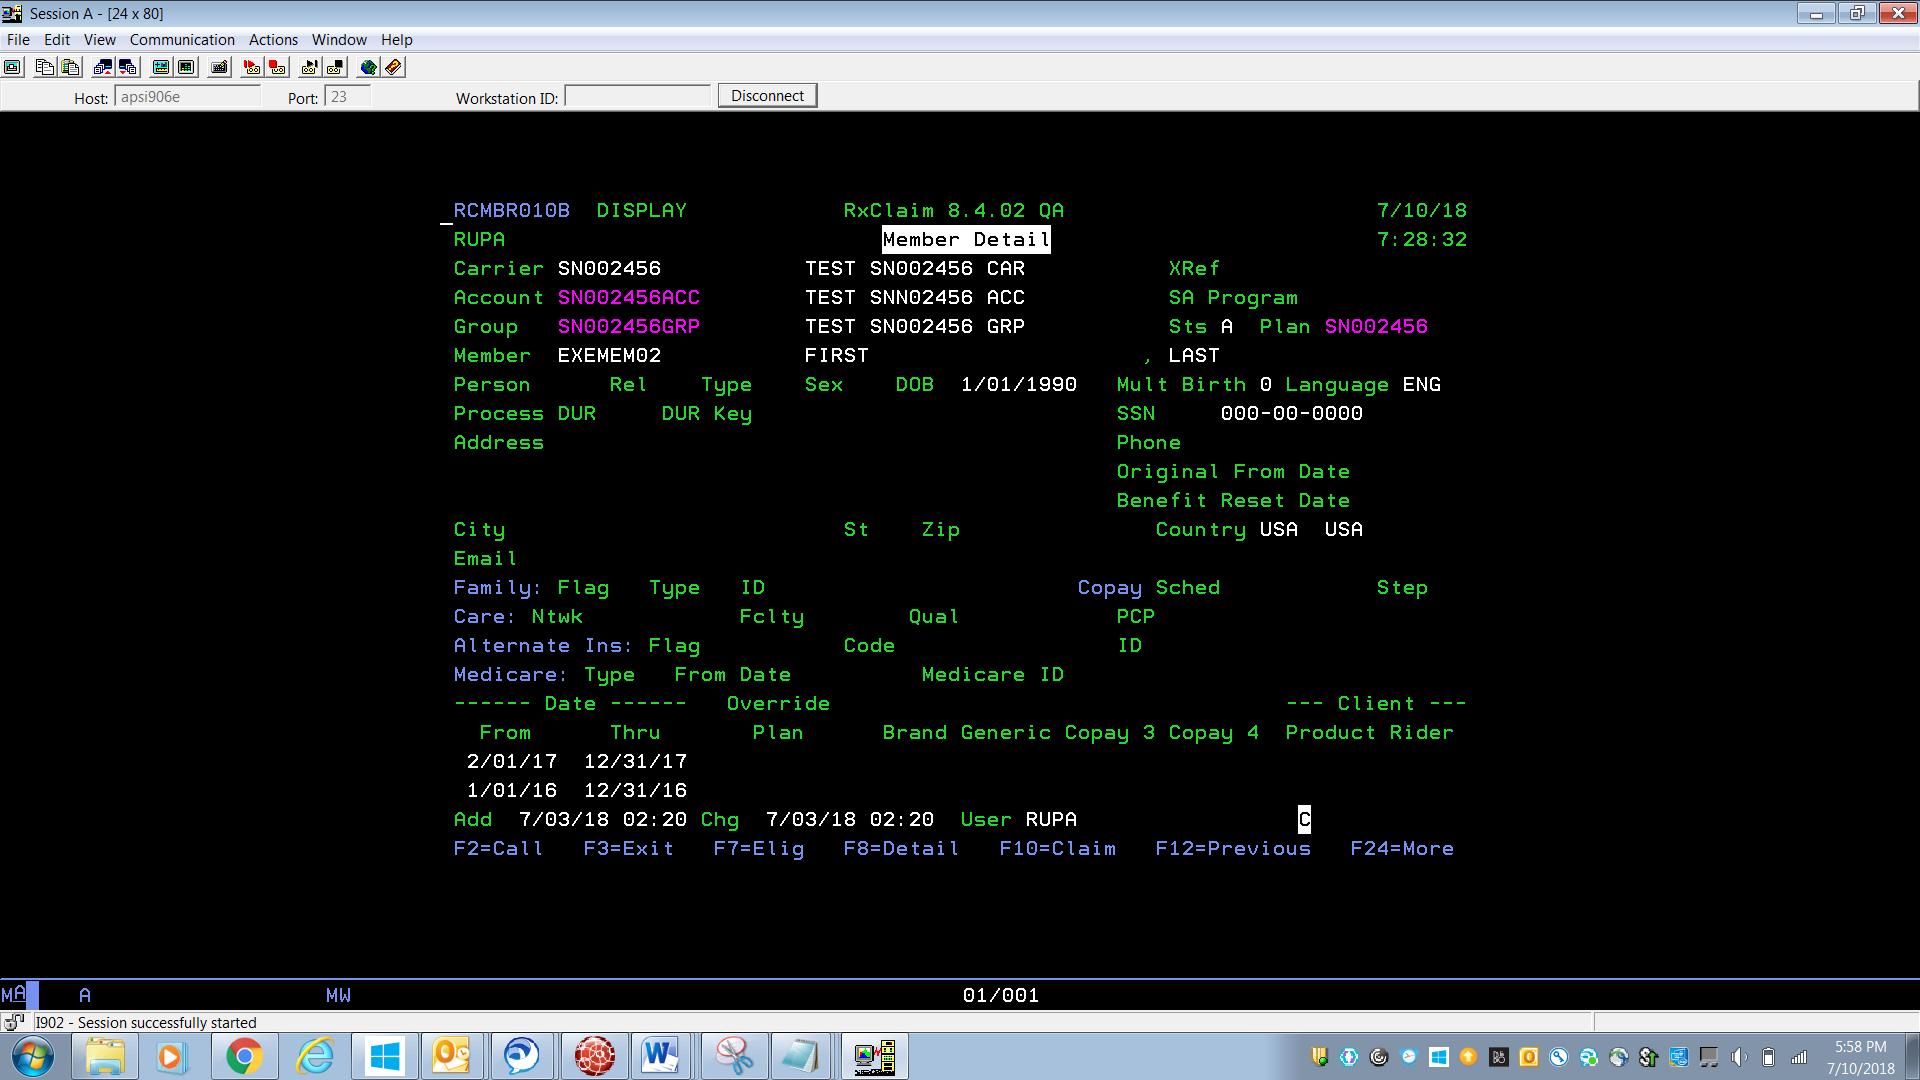 Session A - [24 x 80]
File Edit View Communication Actions Window Help
Host: apsi906e Port: 23 Workstation ID: Disconnect
RCMBR010B DISPLAY RxClaim 8.4.02 QA 7/10/18
RUPA Member Detail 7:28:32
Carrier SN002456 TEST SN002456 CAR XRef
Account SN002456ACC TEST SNN02456 ACC SA Program
Group SN002456GRP TEST SN002456 GRP Sts A Plan SN002456
Member EXEMEM02 FIRST , LAST
Person Rel Type Sex DOB 1/01/1990 Mult Birth 0 Language ENG
Process DUR DUR Key SSN 000-00-0000
Address Phone
Original From Date
Benefit Reset Date
City St Zip Country USA USA
Email
Family: Flag Type ID Copay Sched Step
Care: Ntwk Fclty Qual PCP
Alternate Ins: Flag Code ID
Medicare: Type From Date Medicare ID
------ Date ------ Override --- Client ---
From Thru Plan Brand Generic Copay 3 Copay 4 Product Rider
2/01/17 12/31/17
1/01/16 12/31/16
Add 7/03/18 02:20 Chg 7/03/18 02:20 User RUPA C
F2=Call F3=Exit F7=Elig F8=Detail F10=Claim F12=Previous F24=More
MA A MW 01/001
I902 - Session successfully started
5:58 PM
7/10/2018